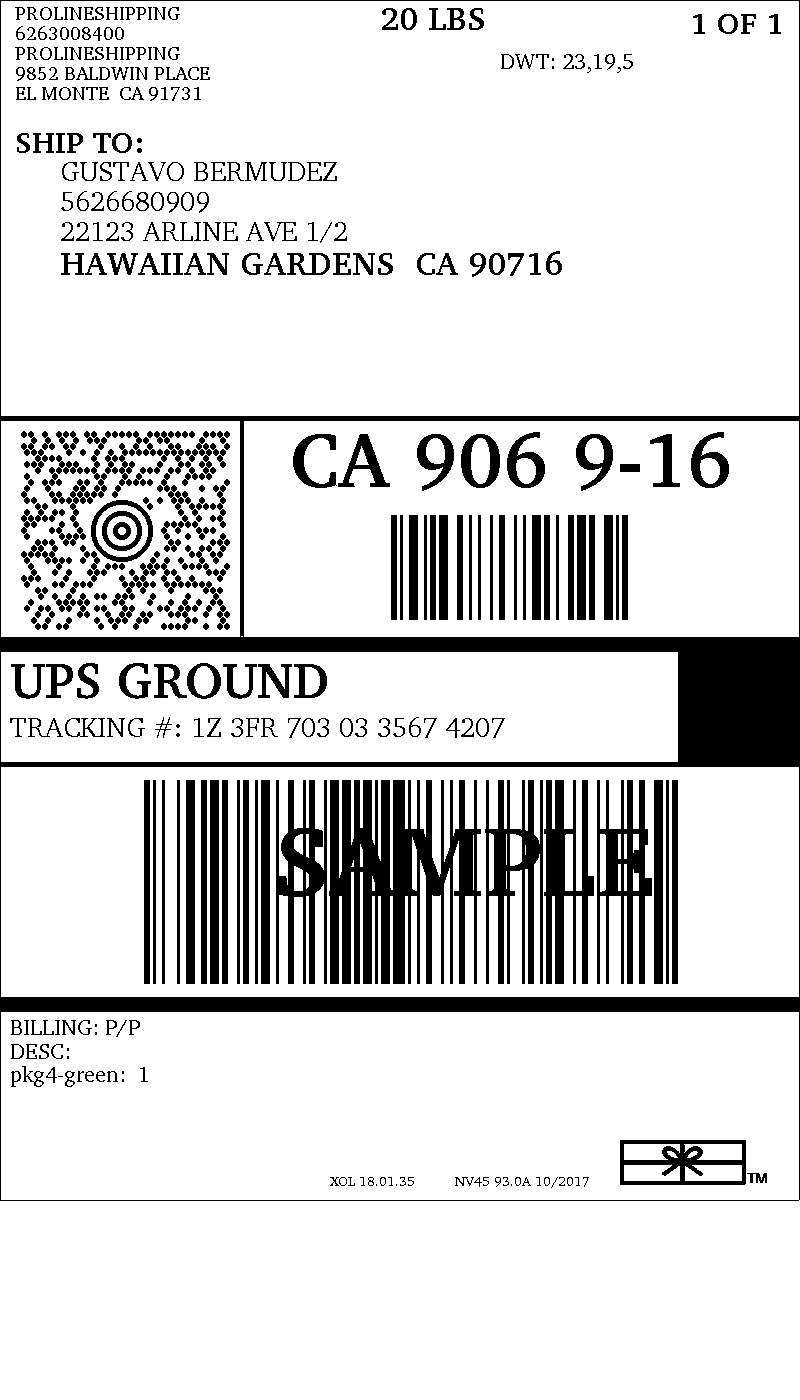 PROLINESHIPPING
6263008400
PROLINESHIPPING
9852 BALDWIN PLACE
EL MONTE  CA 91731
20 LBS
1 OF 1
DWT: 23,19,5
SHIP TO:
GUSTAVO BERMUDEZ
5626680909
22123 ARLINE AVE 1/2
HAWAIIAN GARDENS  CA 90716
CA 906 9-16
UPS GROUND
TRACKING #: 1Z 3FR 703 03 3567 4207
SAMPLE
BILLING: P/P
DESC:
pkg4-green:  1
XOL 18.01.35
NV45 93.0A 10/2017
TM